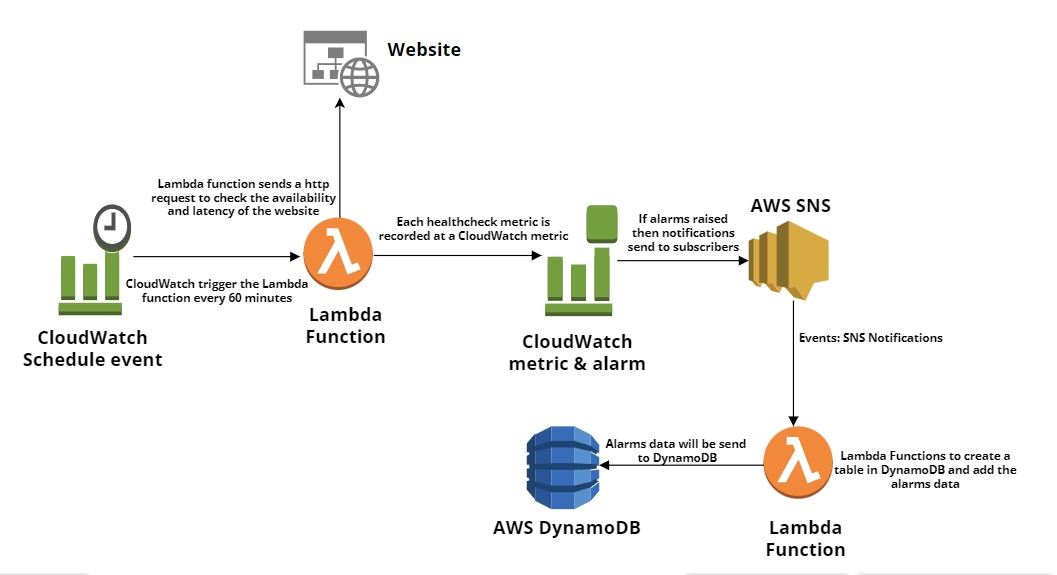 Website
Lambda function sends a http
request to check the availability
and latency of the website
CloudWatch trigger the Lambda
function every 60 minutes
CloudWatch
Schedule event
Lambda
Function
Each healthcheck metric is
recorded at a CloudWatch metric
CloudWatch
metric & alarm
If alarms raised
then notifications
send to subscribers
AWS SNS
Events: SNS Notifications
Lambda Functions to create a
table in DynamoDB and add the
alarms data
Lambda
Function
Alarms data will be send
to DynamoDB
AWS DynamoDB